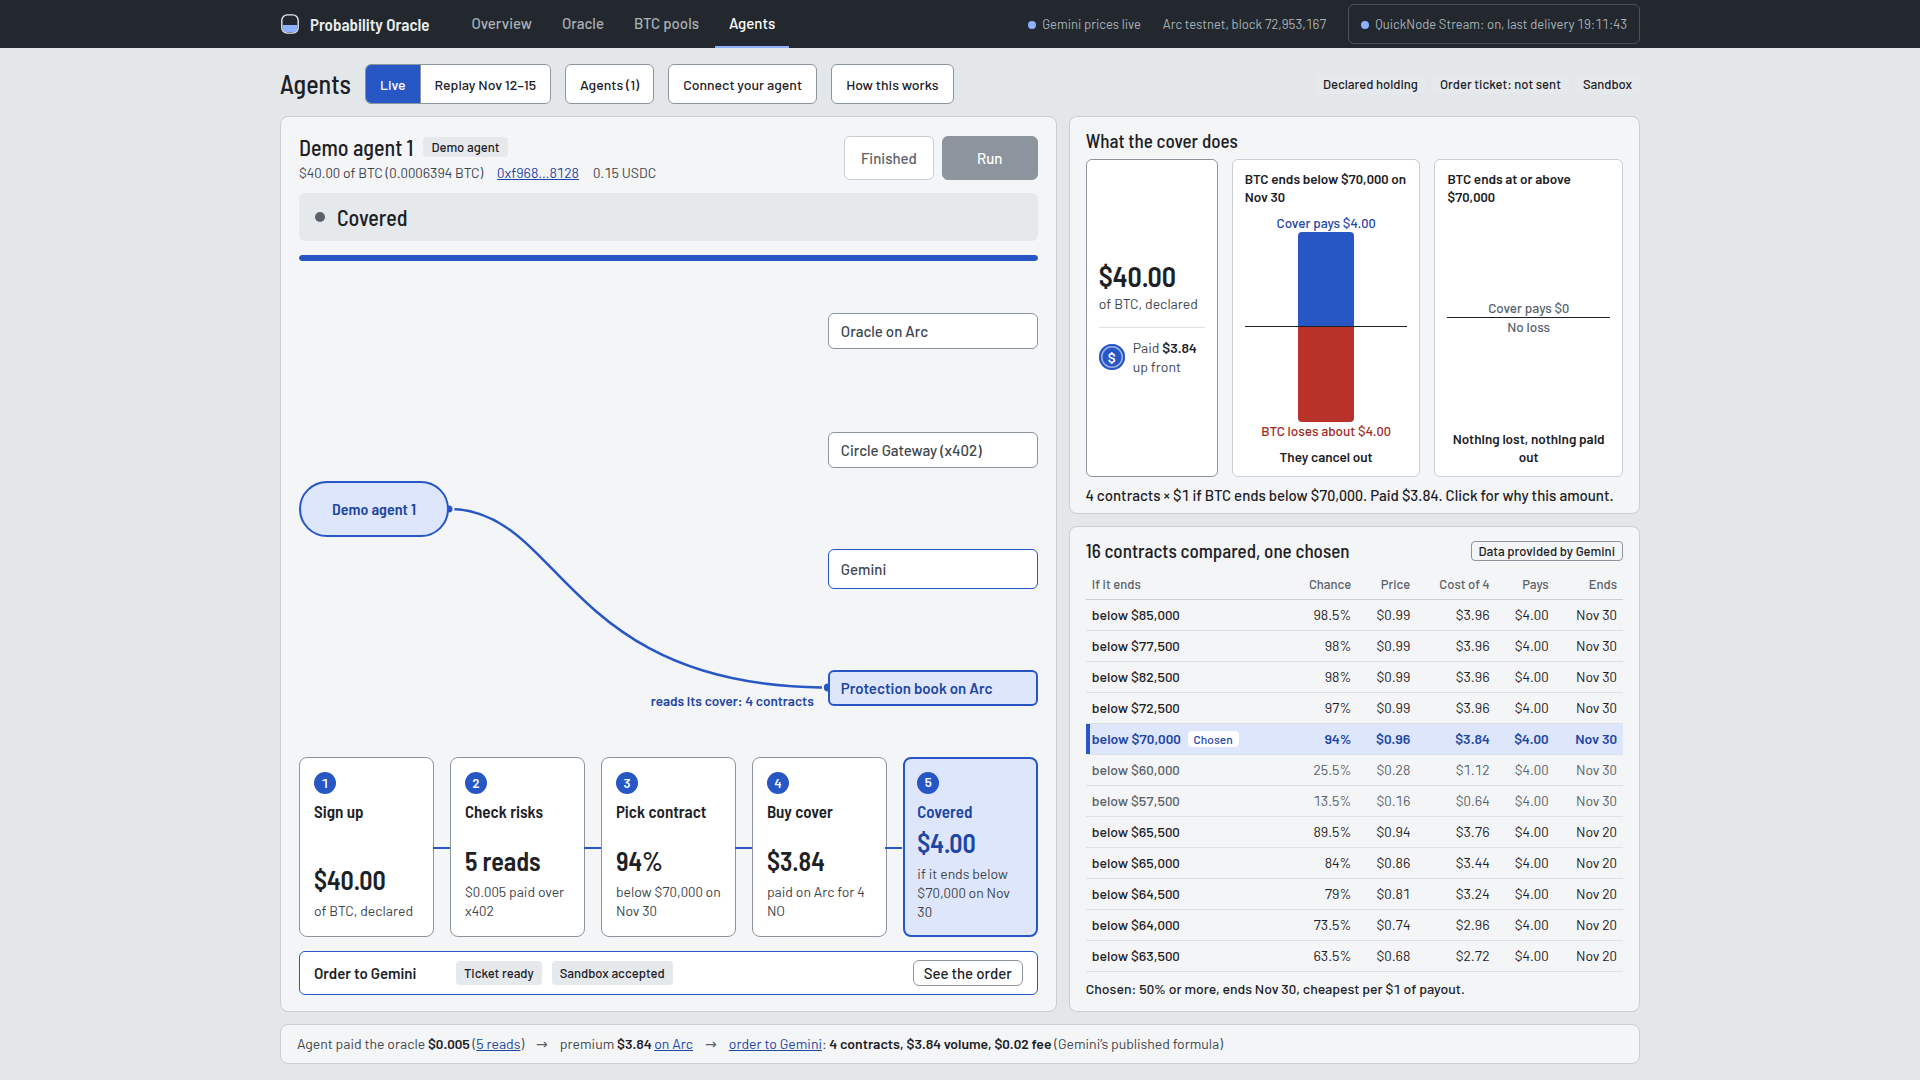 Probability Oracle
Overview
Oracle
BTC pools
Agents
Gemini prices live
Arc testnet, block 72,953,167
QuickNode Stream: on, last delivery 19:11:43
Agents
Live
Replay Nov 12–15
Agents (1)
Connect your agent
How this works
Declared holding
Order ticket: not sent
Sandbox
Demo agent 1
Demo agent
$40.00 of BTC (0.0006394 BTC)
0xf968...8128
0.15 USDC
Finished
Run
Covered
Oracle on Arc
Circle Gateway (x402)
Demo agent 1
Gemini
Protection book on Arc
reads its cover: 4 contracts
1
Sign up
$40.00
of BTC, declared
2
Check risks
5 reads
$0.005 paid over
x402
3
Pick contract
94%
below $70,000 on
Nov 30
4
Buy cover
$3.84
paid on Arc for 4
NO
5
Covered
$4.00
if it ends below
$70,000 on Nov
30
Order to Gemini
Ticket ready
Sandbox accepted
See the order
What the cover does
$40.00
of BTC, declared
$
Paid $3.84
up front
BTC ends below $70,000 on
Nov 30
Cover pays $4.00
BTC loses about $4.00
They cancel out
BTC ends at or above
$70,000
Cover pays $0
No loss
Nothing lost, nothing paid
out
4 contracts × $1 if BTC ends below $70,000. Paid $3.84. Click for why this amount.
16 contracts compared, one chosen
Data provided by Gemini
If it ends Chance Price Cost of 4 Pays Ends
below $85,000 98.5% $0.99 $3.96 $4.00 Nov 30
below $77,500 98% $0.99 $3.96 $4.00 Nov 30
below $82,500 98% $0.99 $3.96 $4.00 Nov 30
below $72,500 97% $0.99 $3.96 $4.00 Nov 30
below $70,000 Chosen 94% $0.96 $3.84 $4.00 Nov 30
below $60,000 25.5% $0.28 $1.12 $4.00 Nov 30
below $57,500 13.5% $0.16 $0.64 $4.00 Nov 30
below $65,500 89.5% $0.94 $3.76 $4.00 Nov 20
below $65,000 84% $0.86 $3.44 $4.00 Nov 20
below $64,500 79% $0.81 $3.24 $4.00 Nov 20
below $64,000 73.5% $0.74 $2.96 $4.00 Nov 20
below $63,500 63.5% $0.68 $2.72 $4.00 Nov 20
Chosen: 50% or more, ends Nov 30, cheapest per $1 of payout.
Agent paid the oracle $0.005 (5 reads) → premium $3.84 on Arc → order to Gemini: 4 contracts, $3.84 volume, $0.02 fee (Gemini's published formula)